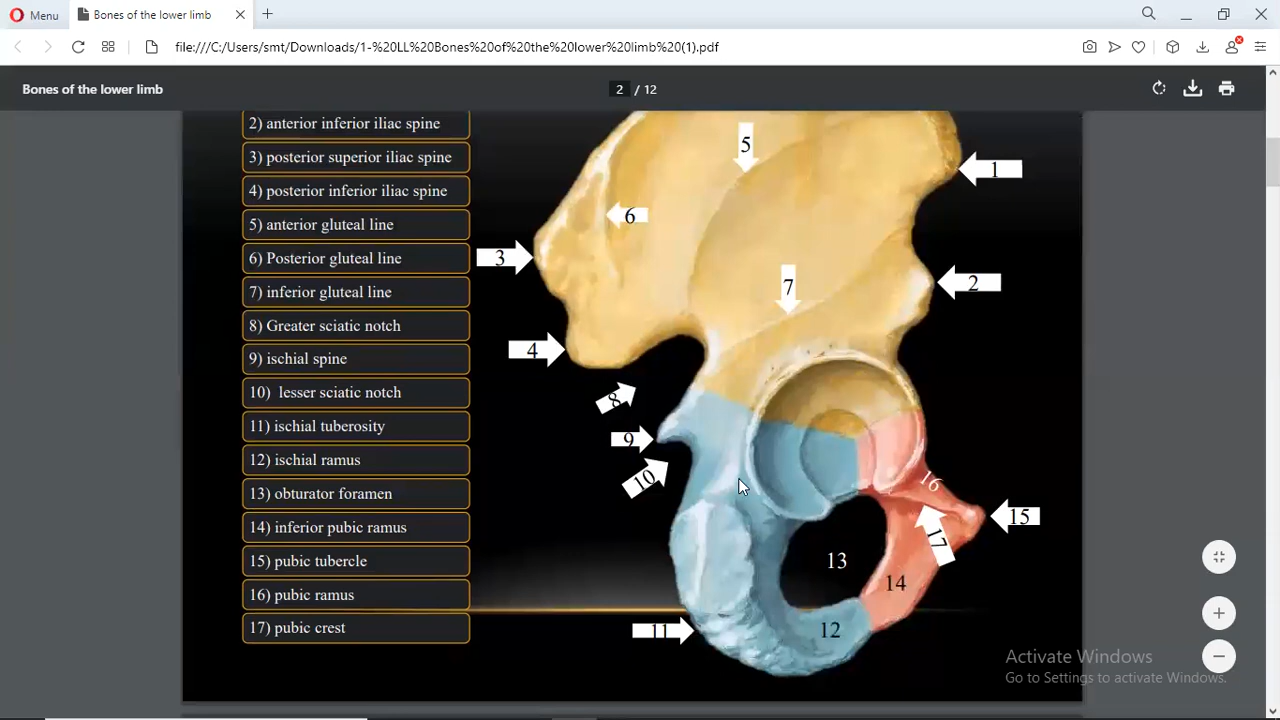 Menu
Bones of the lower limb
file:///C:/Users/smt/Downloads/1-%20LL%20Bones%20of%20the%20lower%20limb%20(1).pdf
Bones of the lower limb
2 / 12
2) anterior inferior iliac spine
3) posterior superior iliac spine
4) posterior inferior iliac spine
5) anterior gluteal line
6) Posterior gluteal line
7) inferior gluteal line
8) Greater sciatic notch
9) ischial spine
10) lesser sciatic notch
11) ischial tuberosity
12) ischial ramus
13) obturator foramen
14) inferior pubic ramus
15) pubic tubercle
16) pubic ramus
17) pubic crest
5
1
6
3
2
7
4
8
9
10
16
15
17
13
14
11
12
Activate Windows
Go to Settings to activate Windows.